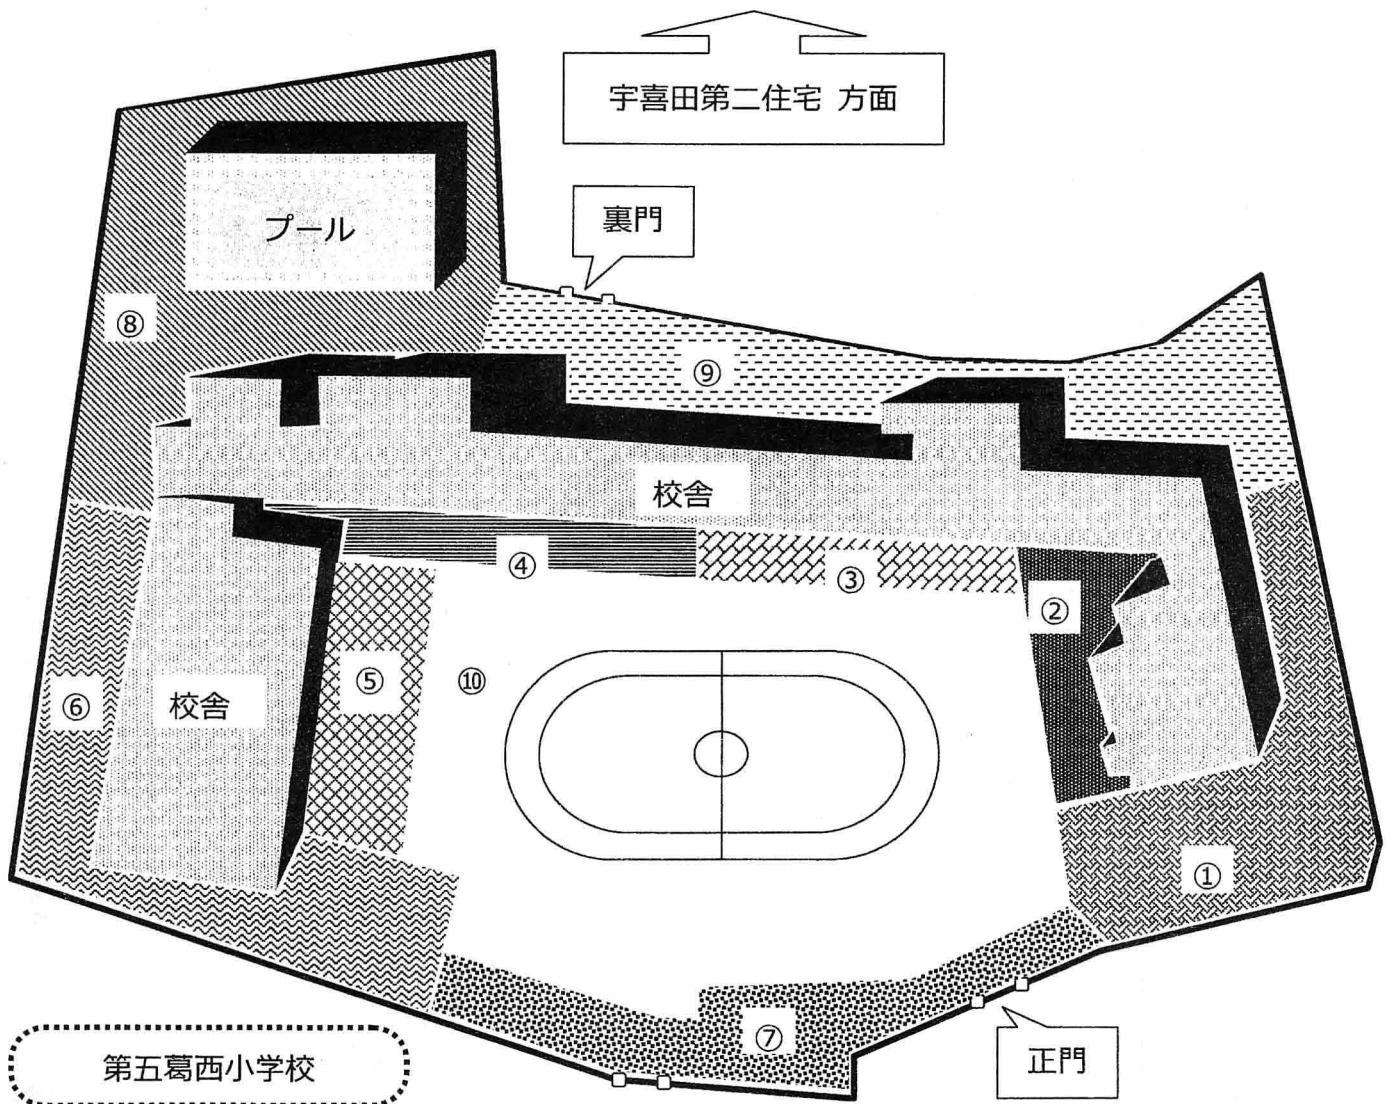 宇喜田第二住宅 方面
裏門
プール
⑧
⑨
校舎
④
③
②
⑤
⑩
⑥
校舎
①
⑦
正門
第五葛西小学校